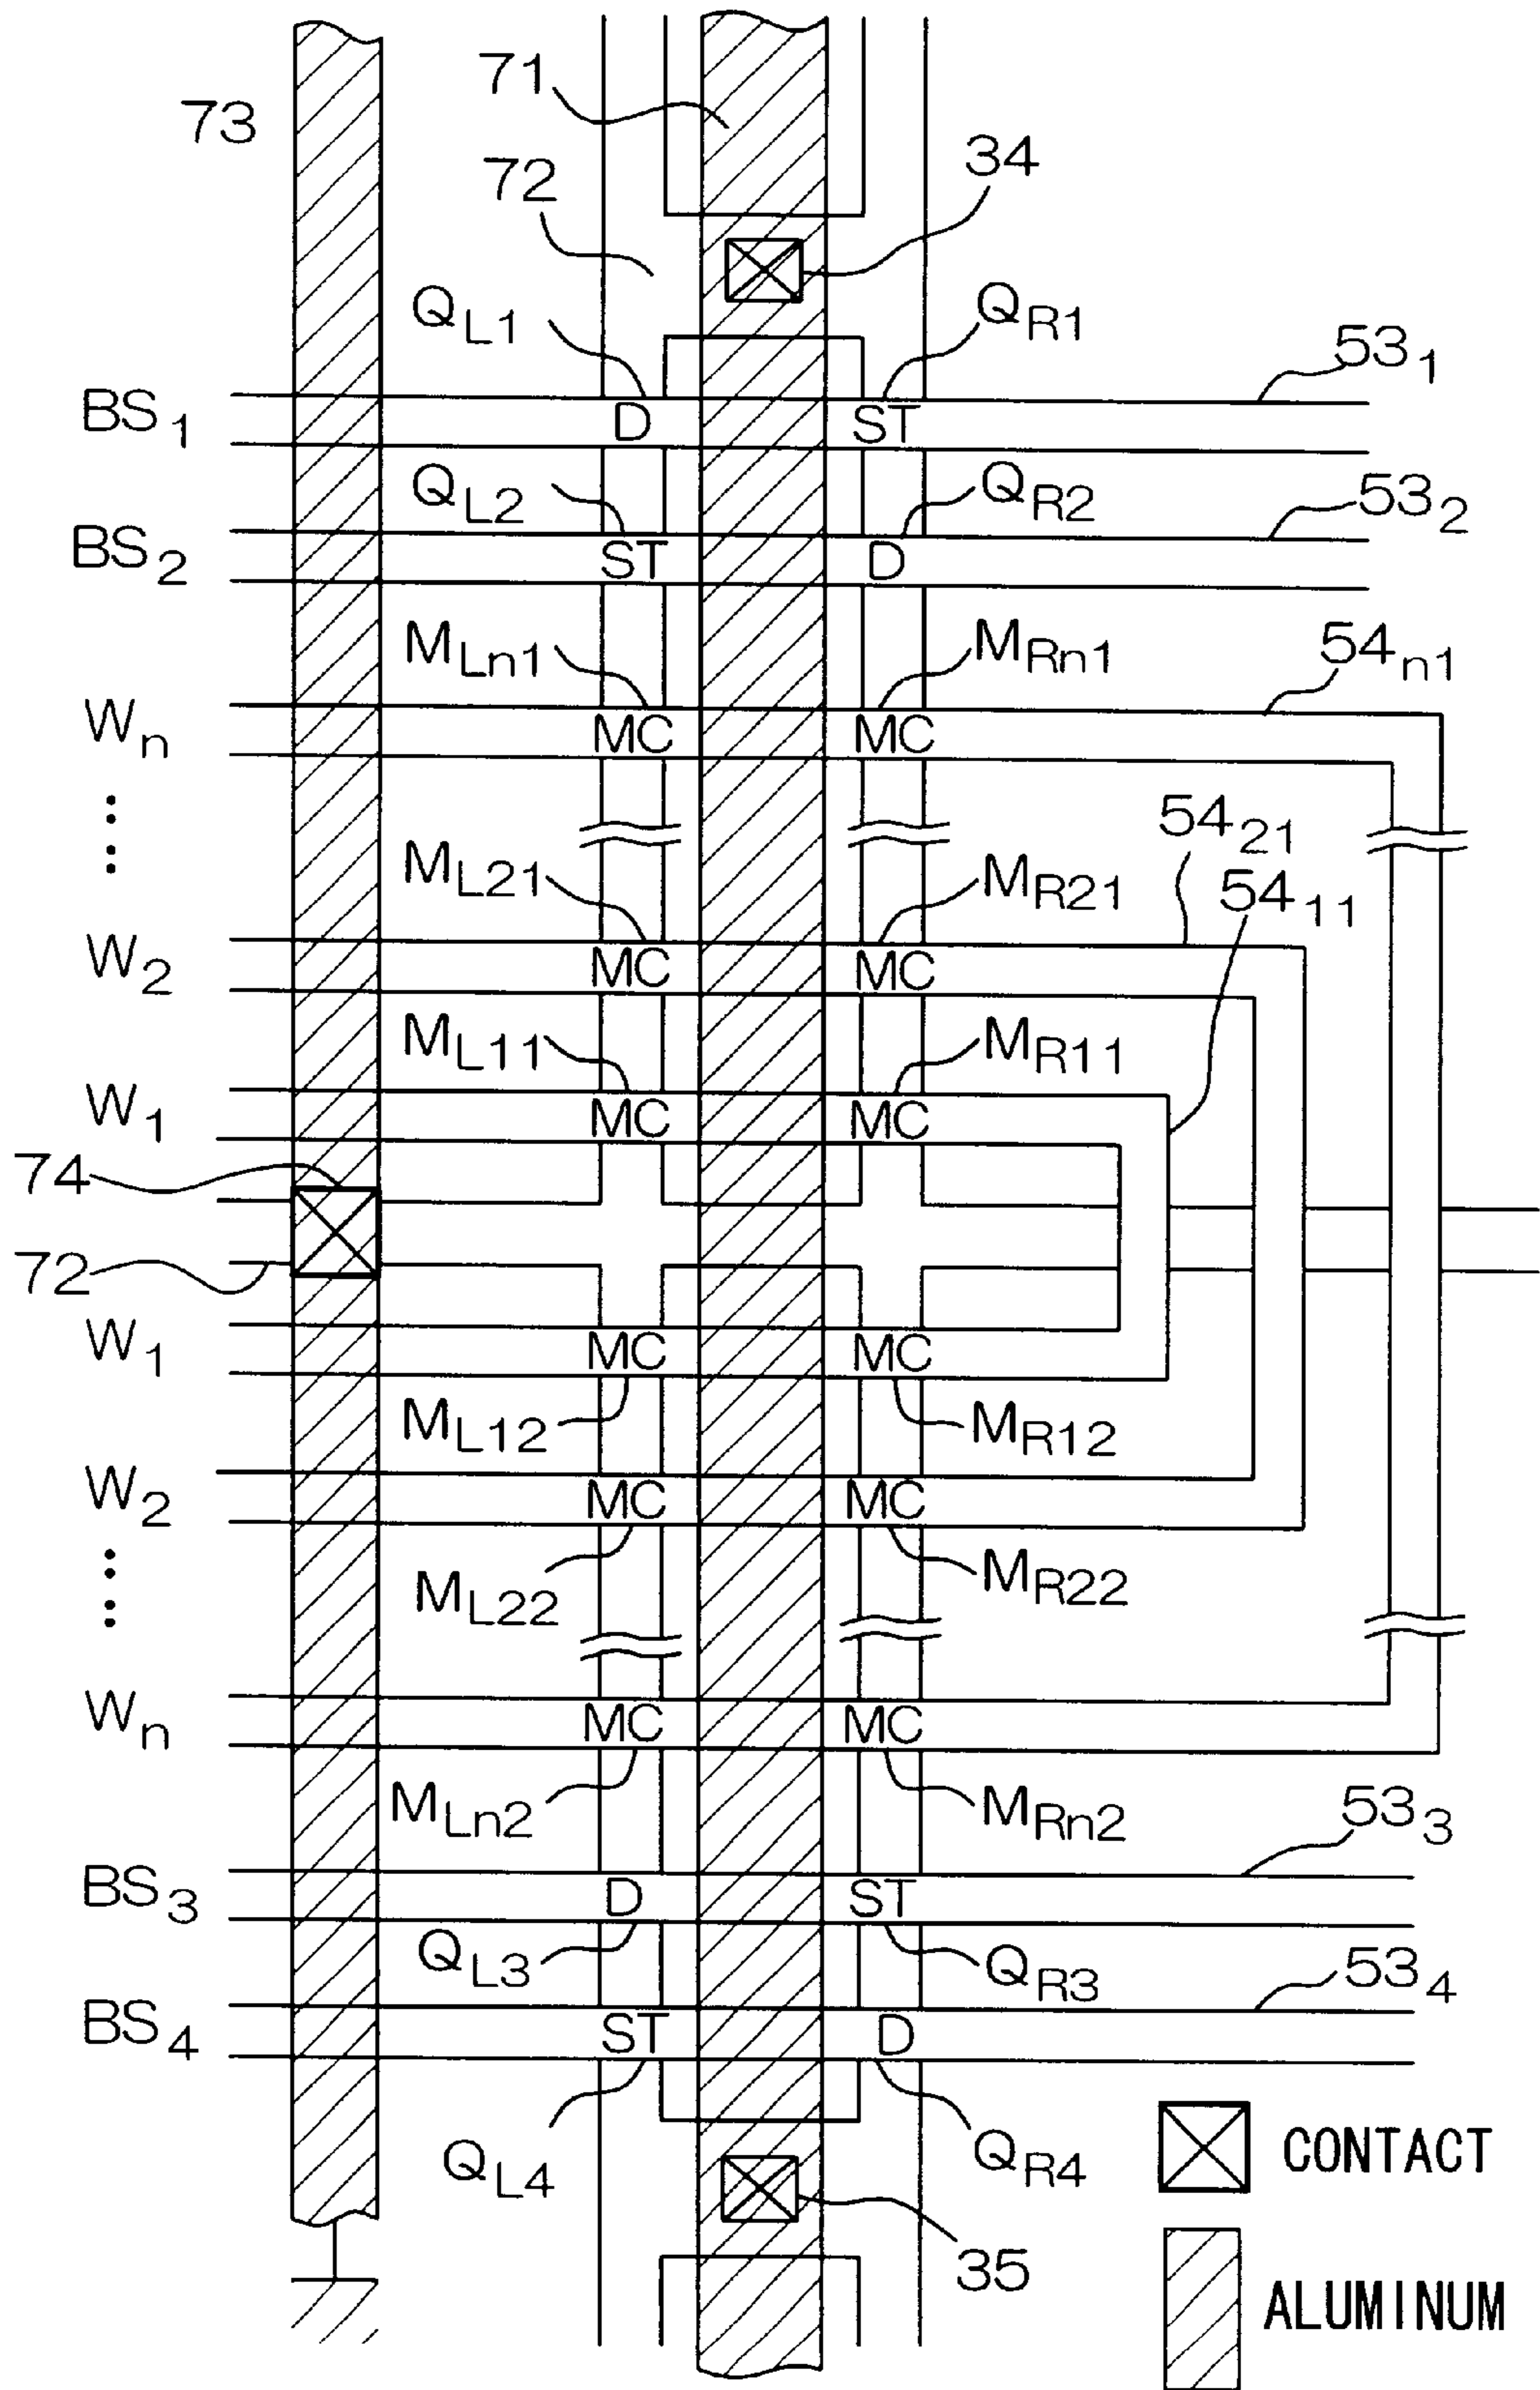 71
73
34
72
QL1
QR1
531
BS1
D
ST
QL2
QR2
532
BS2
ST
D
MLn1
MRn1
54n1
Wn
MC
MC
5421
ML21
MR21
5411
W2
MC
MC
ML11
MR11
W1
MC
MC
74
72
W1
MC
MC
ML12
MR12
W2
MC
MC
ML22
MR22
Wn
MC
MC
MLn2
MRn2
533
BS3
D
ST
QL3
QR3
534
BS4
ST
D
QL4
QR4
CONTACT
35
ALUMINUM